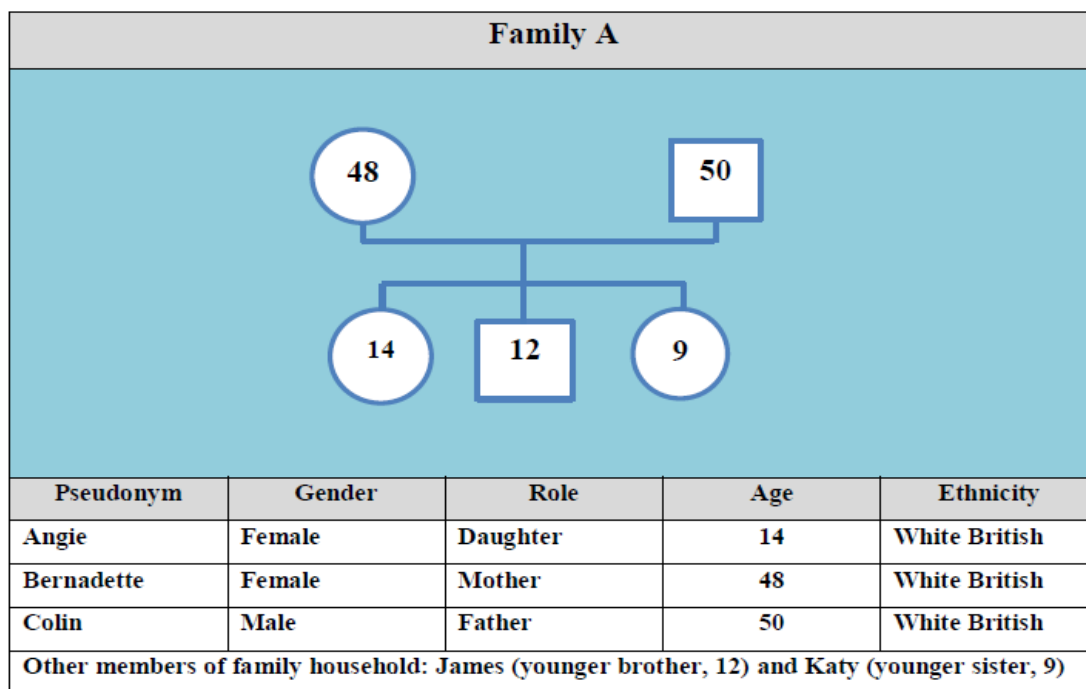 Family A
48
50
14
12
9
Pseudonym Gender Role Age Ethnicity
Angie Female Daughter 14 White British
Bernadette Female Mother 48 White British
Colin Male Father 50 White British
Other members of family household: James (younger brother, 12) and Katy (younger sister, 9)